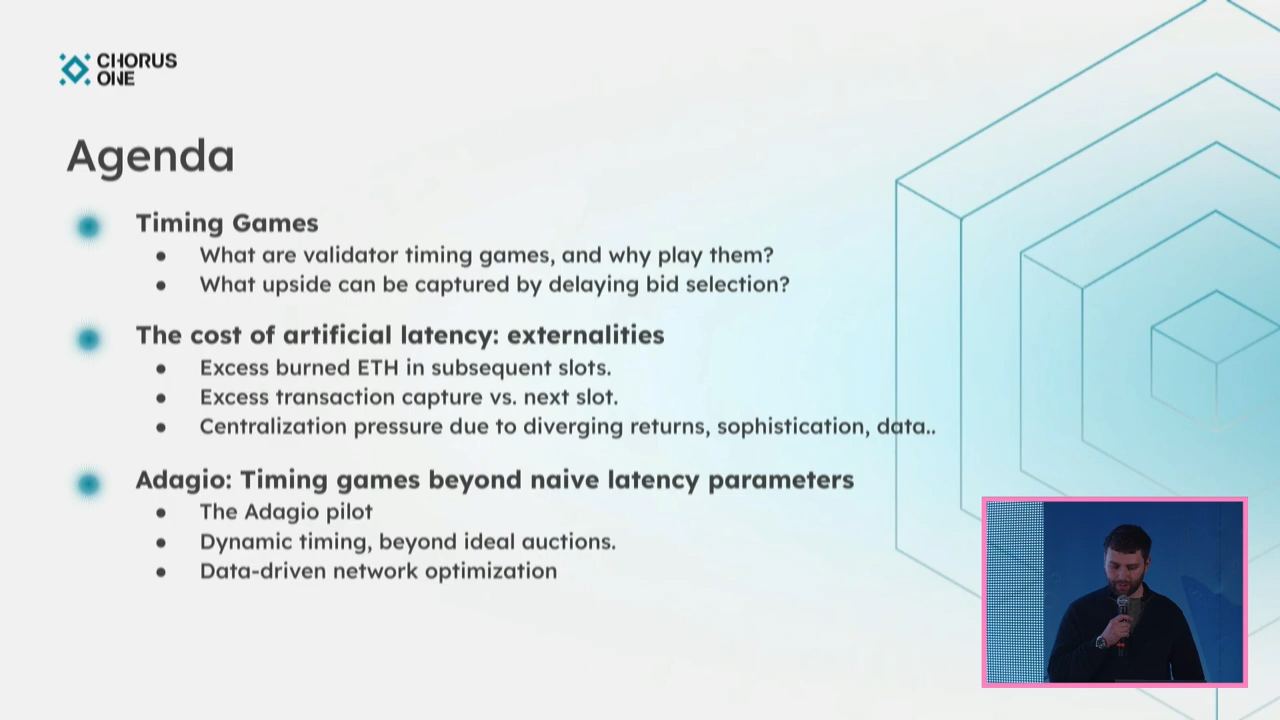 CHORUS
ONE
Agenda
Timing Games
What are validator timing games, and why play them?
What upside can be captured by delaying bid selection?
The cost of artificial latency: externalities
Excess burned ETH in subsequent slots.
Excess transaction capture vs. next slot.
Centralization pressure due to diverging returns, sophistication, data..
Adagio: Timing games beyond naive latency parameters
The Adagio pilot
Dynamic timing, beyond ideal auctions.
Data-driven network optimization